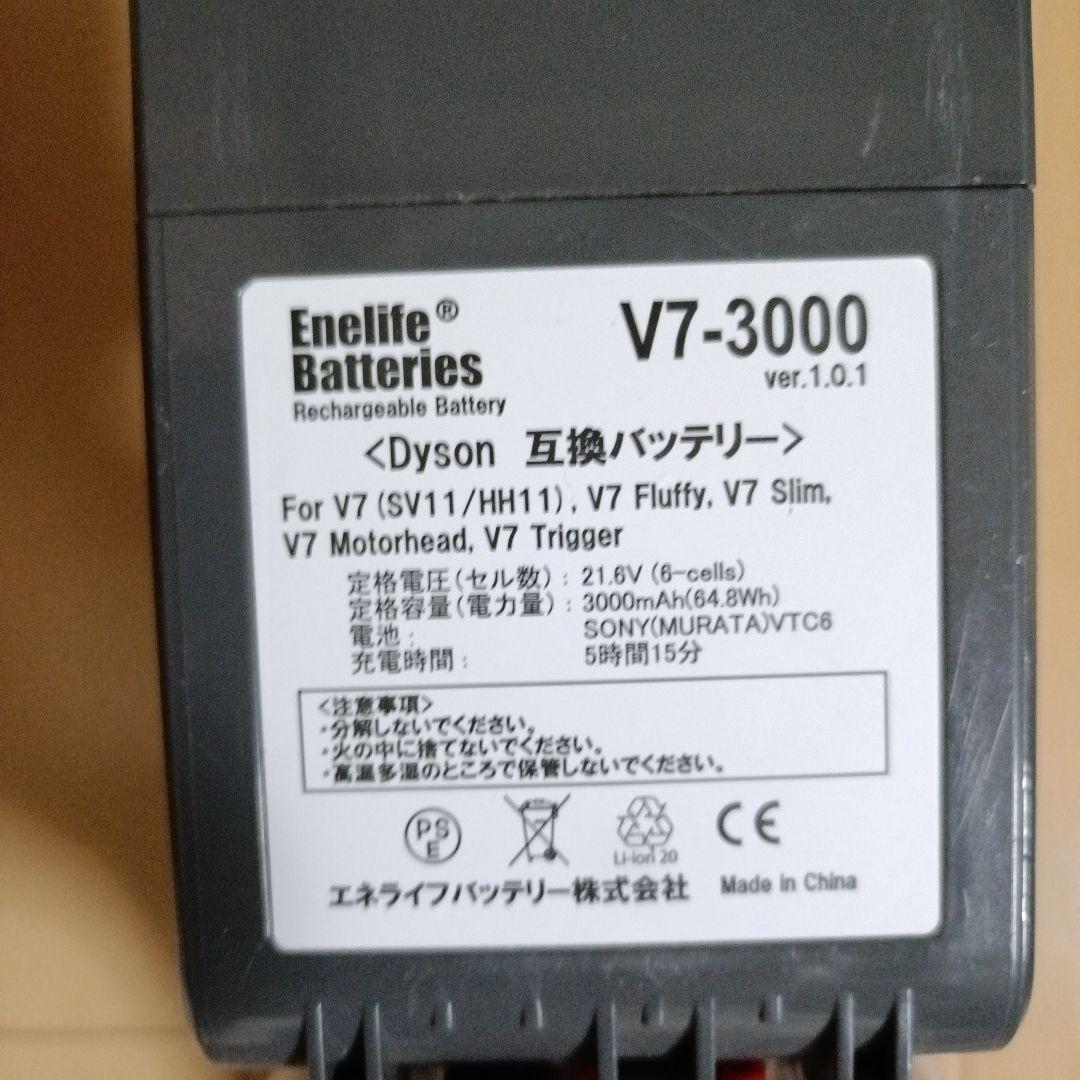 Enelife®
Batteries
Rechargeable Battery
V7-3000
ver.1.0.1
<Dyson 互換バッテリー>
For V7 (SV11/HH11), V7 Fluffy, V7 Slim,
V7 Motorhead, V7 Trigger
定格電圧(セル数): 21.6V (6-cells)
定格容量(電力量): 3000mAh(64.8Wh)
電池: SONY(MURATA)VTC6
充電時間: 5時間15分
<注意事項>
・分解しないでください。
・火の中に捨てないでください。
・高温多湿のところで保管しないでください。
PS
E
Li-ion 20
CE
エネライフバッテリー株式会社 Made in China